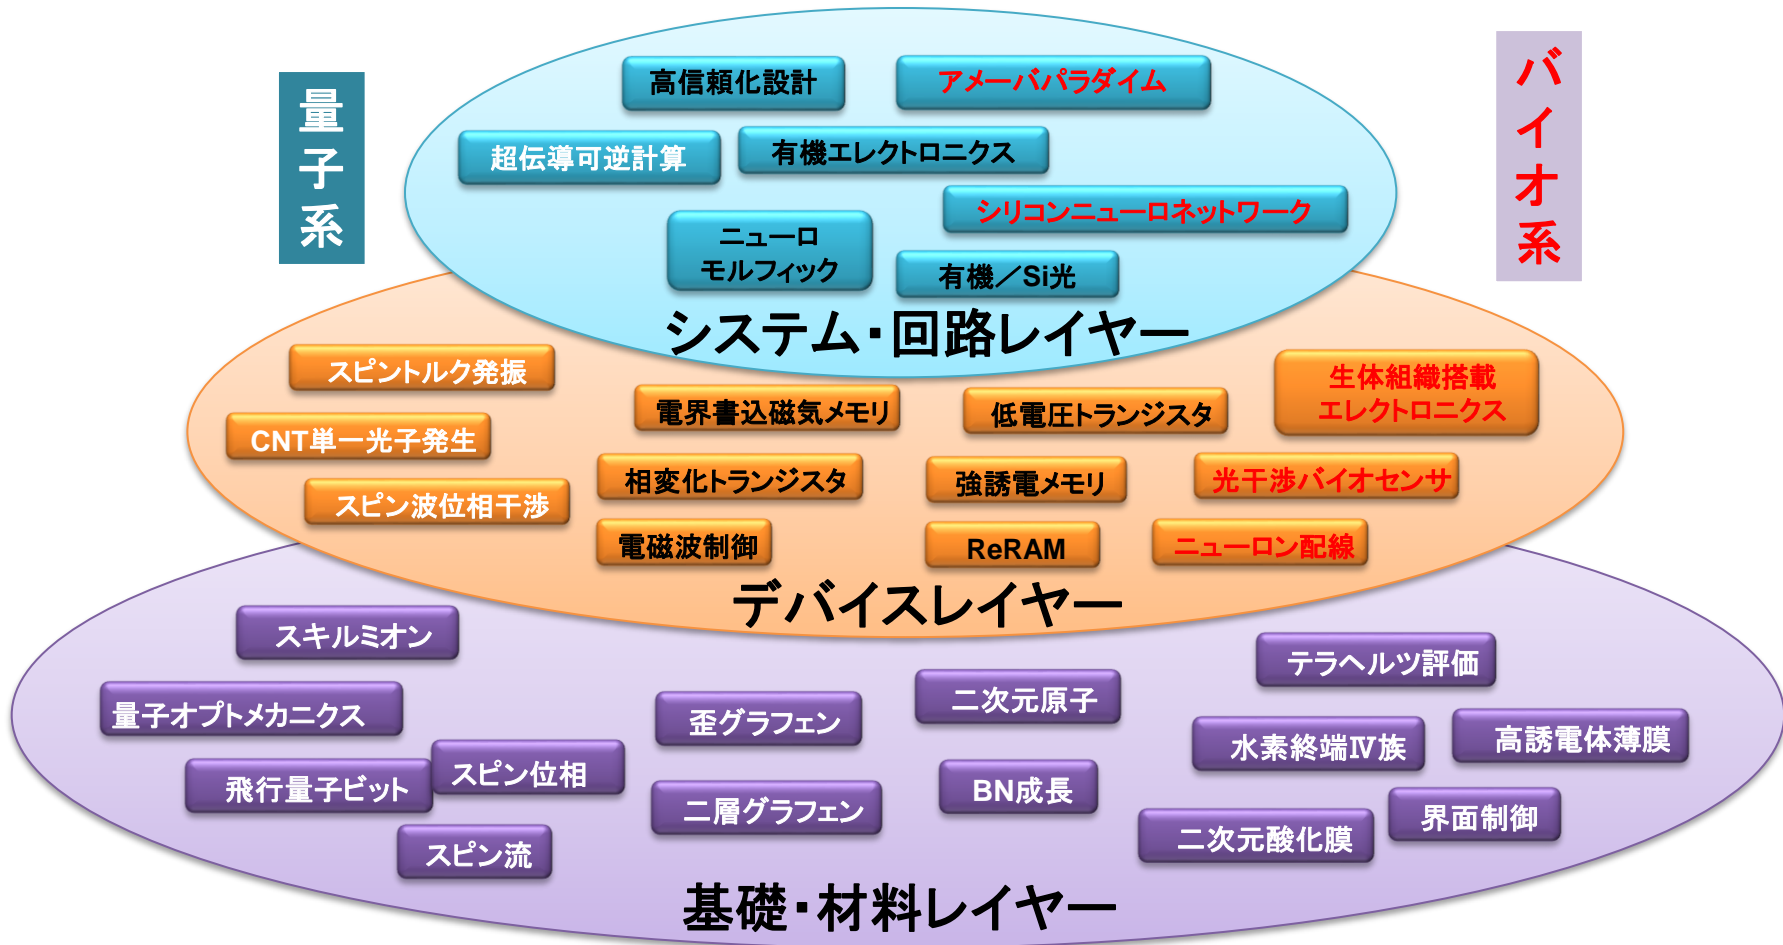 量子系
バイオ系
高信頼化設計
アメーバパラダイム
超伝導可逆計算
有機エレクトロニクス
シリコンニューロネットワーク
ニューロ
モルフィック
有機／Si光
システム・回路レイヤー
スピントルク発振
電界書込磁気メモリ
低電圧トランジスタ
生体組織搭載
エレクトロニクス
CNT単一光子発生
相変化トランジスタ
強誘電メモリ
光干渉バイオセンサ
スピン波位相干渉
電磁波制御
ReRAM
ニューロン配線
デバイスレイヤー
スキルミオン
テラヘルツ評価
量子オプトメカニクス
歪グラフェン
二次元原子
水素終端Ⅳ族
高誘電体薄膜
飛行量子ビット
スピン位相
二層グラフェン
BN成長
二次元酸化膜
界面制御
スピン流
基礎・材料レイヤー